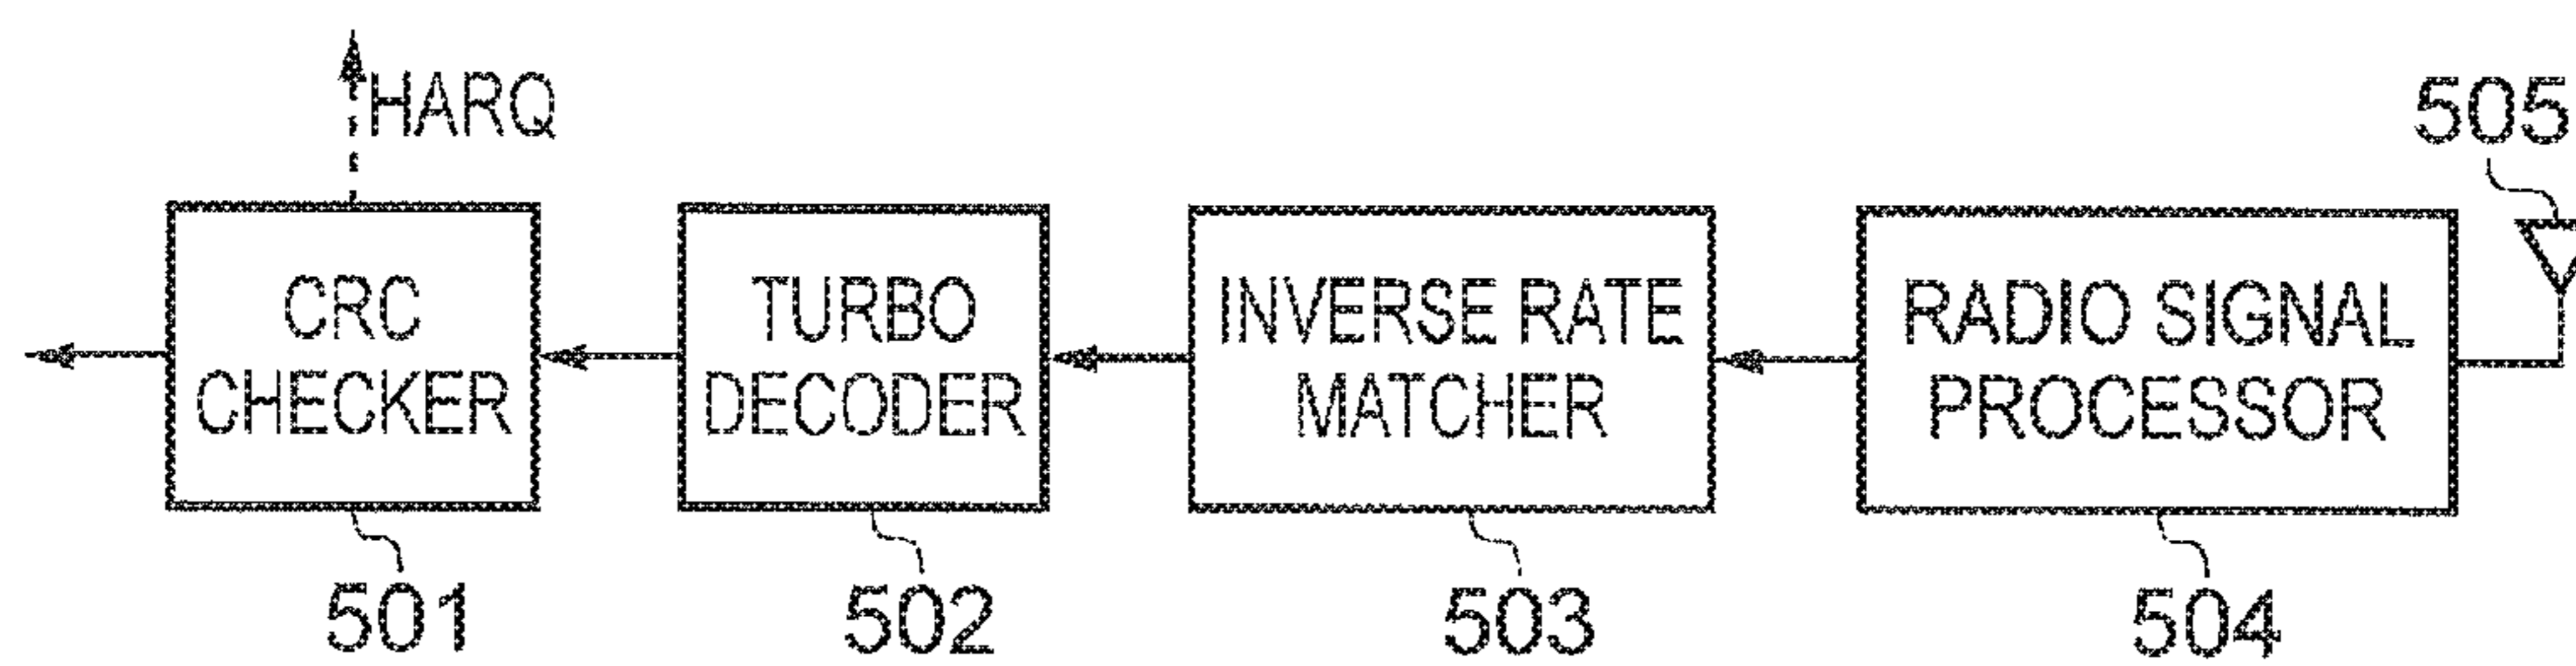 HARQ
505
CRC
CHECKER
TURBO
DECODER
INVERSE RATE
MATCHER
RADIO SIGNAL
PROCESSOR
501
502
503
504